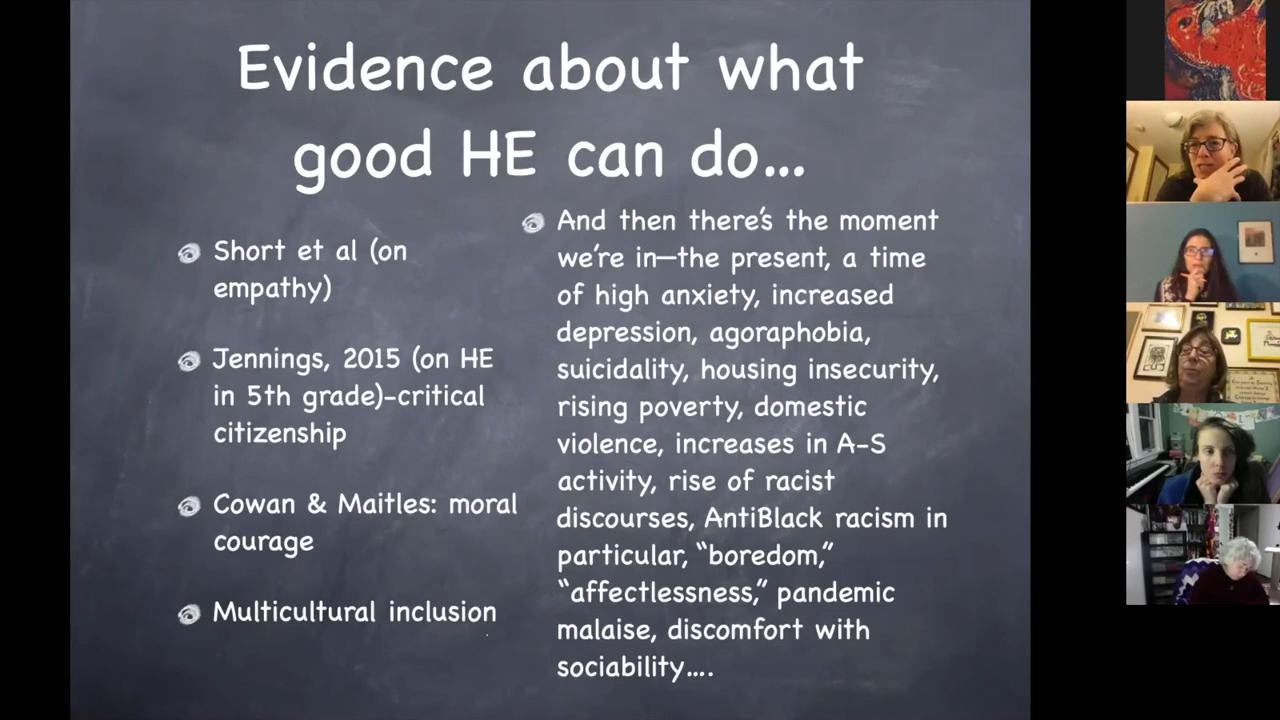 Evidence about what
good HE can do...
Short et al (on
empathy)
Jennings, 2015 (on HE
in 5th grade)-critical
citizenship
Cowan & Maitles: moral
courage
Multicultural inclusion
And then there's the moment
we're in—the present, a time
of high anxiety, increased
depression, agoraphobia,
suicidality, housing insecurity,
rising poverty, domestic
violence, increases in A-S
activity, rise of racist
discourses, AntiBlack racism in
particular, “boredom,”
“affectlessness,” pandemic
malaise, discomfort with
sociability....